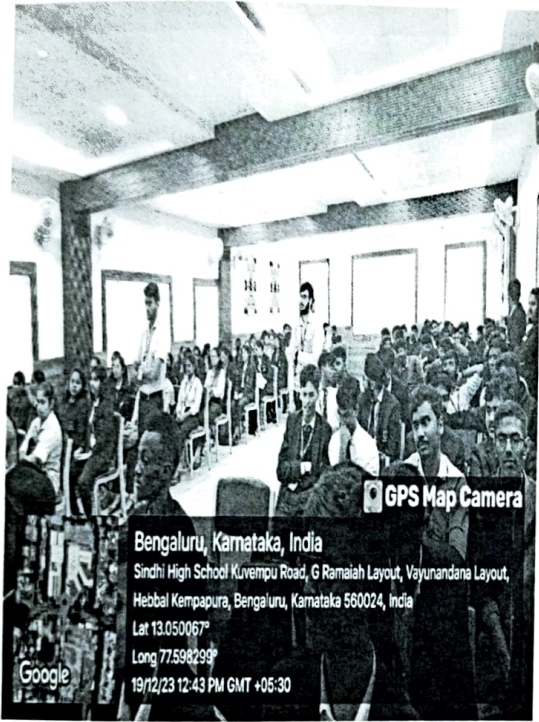 GPS Map Camera
Bengaluru, Karnataka, India
Sindhi High School Kuvempu Road, G Ramaiah Layout, Vayunandana Layout,
Hebbal Kempapura, Bengaluru, Karnataka 560024, India
Lat 13.050067°
Long 77.598299°
19/12/23 12:43 PM GMT +05:30
Google